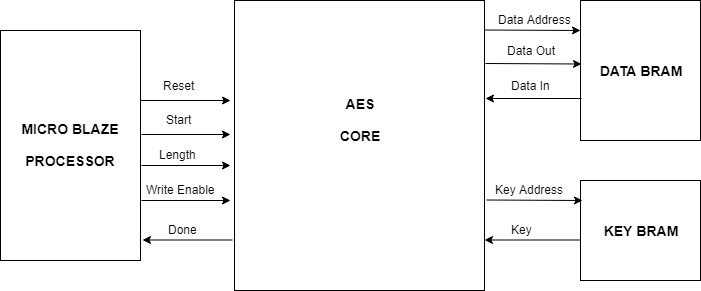 MICRO BLAZE
PROCESSOR
Reset
Start
Length
Write Enable
Done
AES
CORE
Data Address
Data Out
Data In
DATA BRAM
Key Address
Key
KEY BRAM